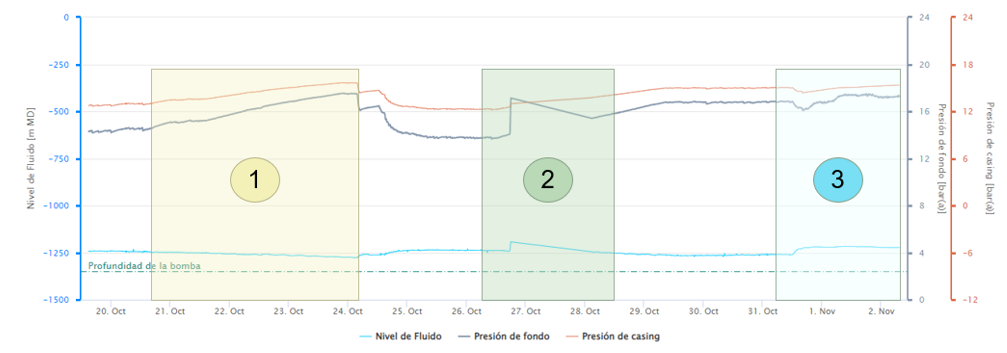 Nivel de Fluido [m MD]
0
−250
−500
−750
−1000
−1250
−1500
Profundidad de la bomba
1
2
3
20. Oct
21. Oct
22. Oct
23. Oct
24. Oct
25. Oct
26. Oct
27. Oct
28. Oct
29. Oct
30. Oct
31. Oct
1. Nov
2. Nov
24
20
16
12
8
4
0
Presión de fondo [bar(a)]
24
18
12
6
0
−6
−12
Presión de casing [bar(a)]
Nivel de Fluido
Presión de fondo
Presión de casing